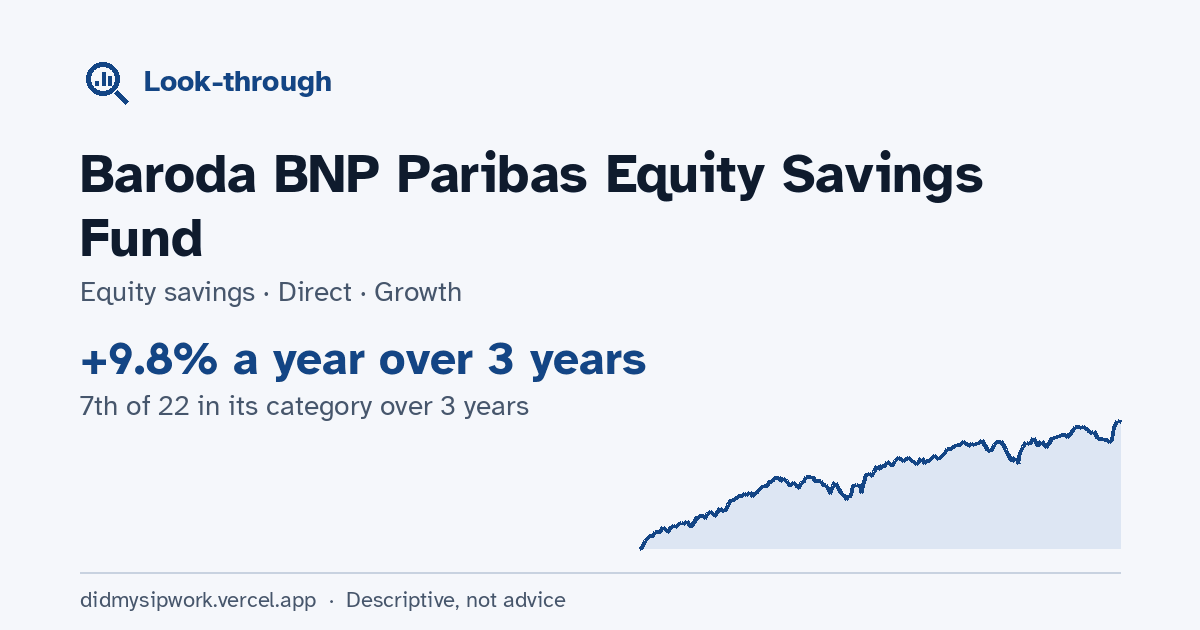 Look-through
Baroda BNP Paribas Equity Savings
Fund
Equity savings · Direct · Growth
+9.8% a year over 3 years
7th of 22 in its category over 3 years
didmysipwork.vercel.app · Descriptive, not advice